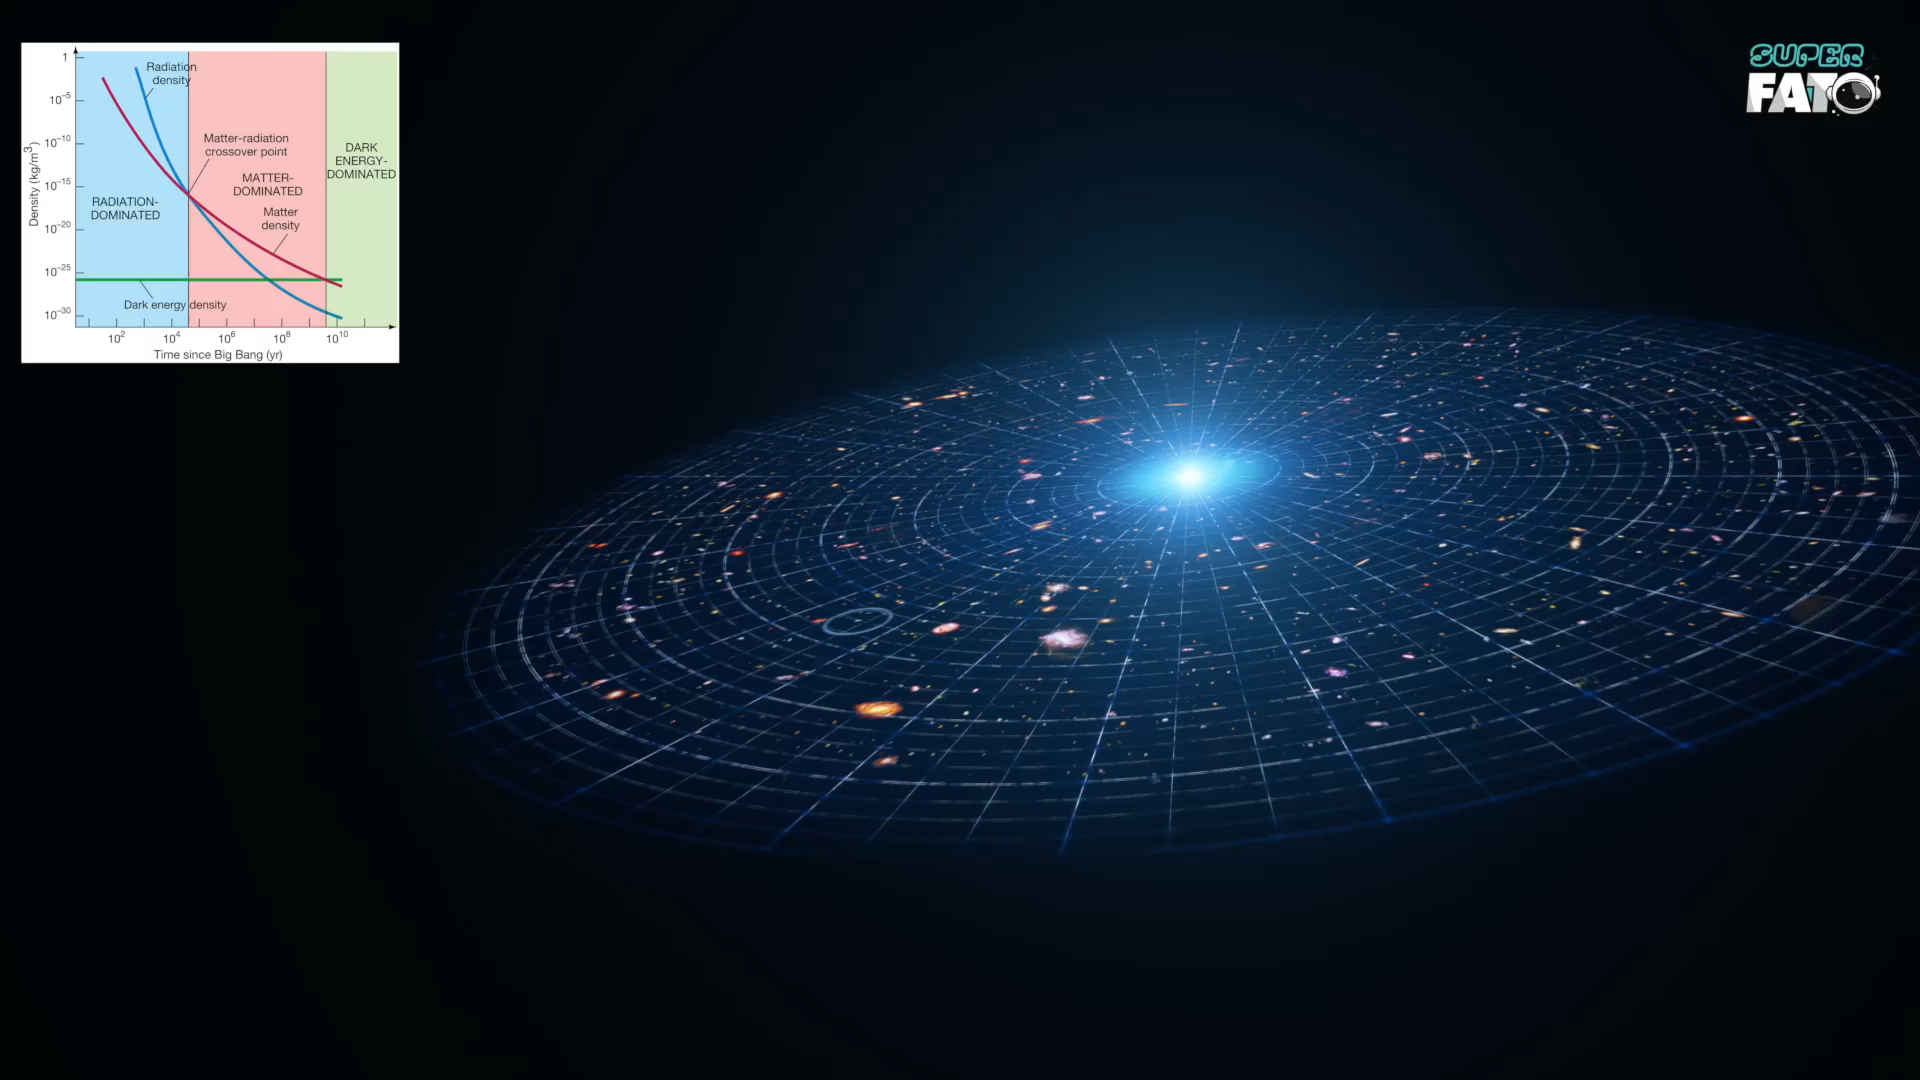 1
10⁻⁵
10⁻¹⁰
10⁻¹⁵
10⁻²⁰
10⁻²⁵
10⁻³⁰
Density (kg/m³)
Radiation
density
Matter-radiation
crossover point
DARK
ENERGY-
DOMINATED
MATTER-
DOMINATED
RADIATION-
DOMINATED
Matter
density
Dark energy density
10²
10⁴
10⁶
10⁸
10¹⁰
Time since Big Bang (yr)
SUPER
FATO